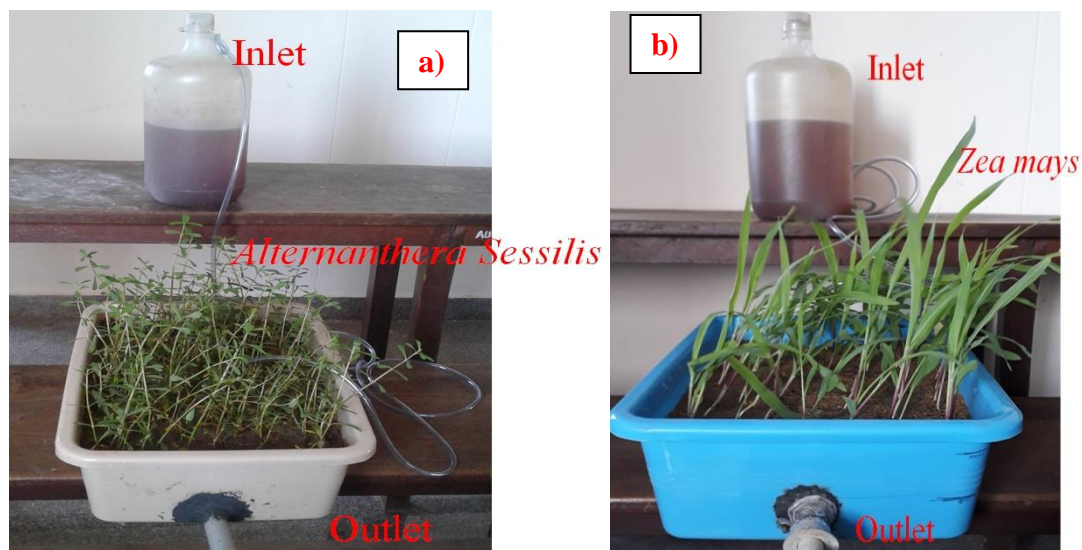 Inlet
a)
Alternanthera Sessilis
Outlet
b)
Inlet
Zea mays
Outlet